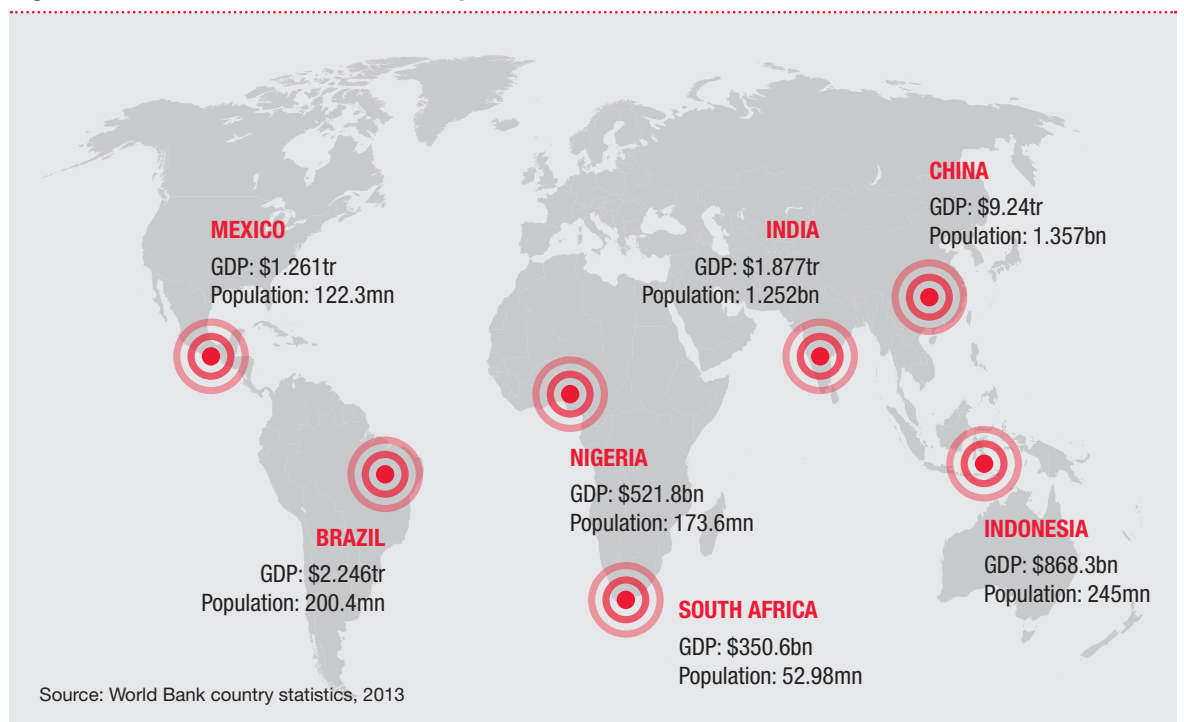 CHINA
GDP: $9.24tr
Population: 1.357bn
MEXICO
GDP: $1.261tr
Population: 122.3mn
INDIA
GDP: $1.877tr
Population: 1.252bn
NIGERIA
GDP: $521.8bn
Population: 173.6mn
BRAZIL
GDP: $2.246tr
Population: 200.4mn
INDONESIA
GDP: $868.3bn
Population: 245mn
SOUTH AFRICA
GDP: $350.6bn
Population: 52.98mn
Source: World Bank country statistics, 2013